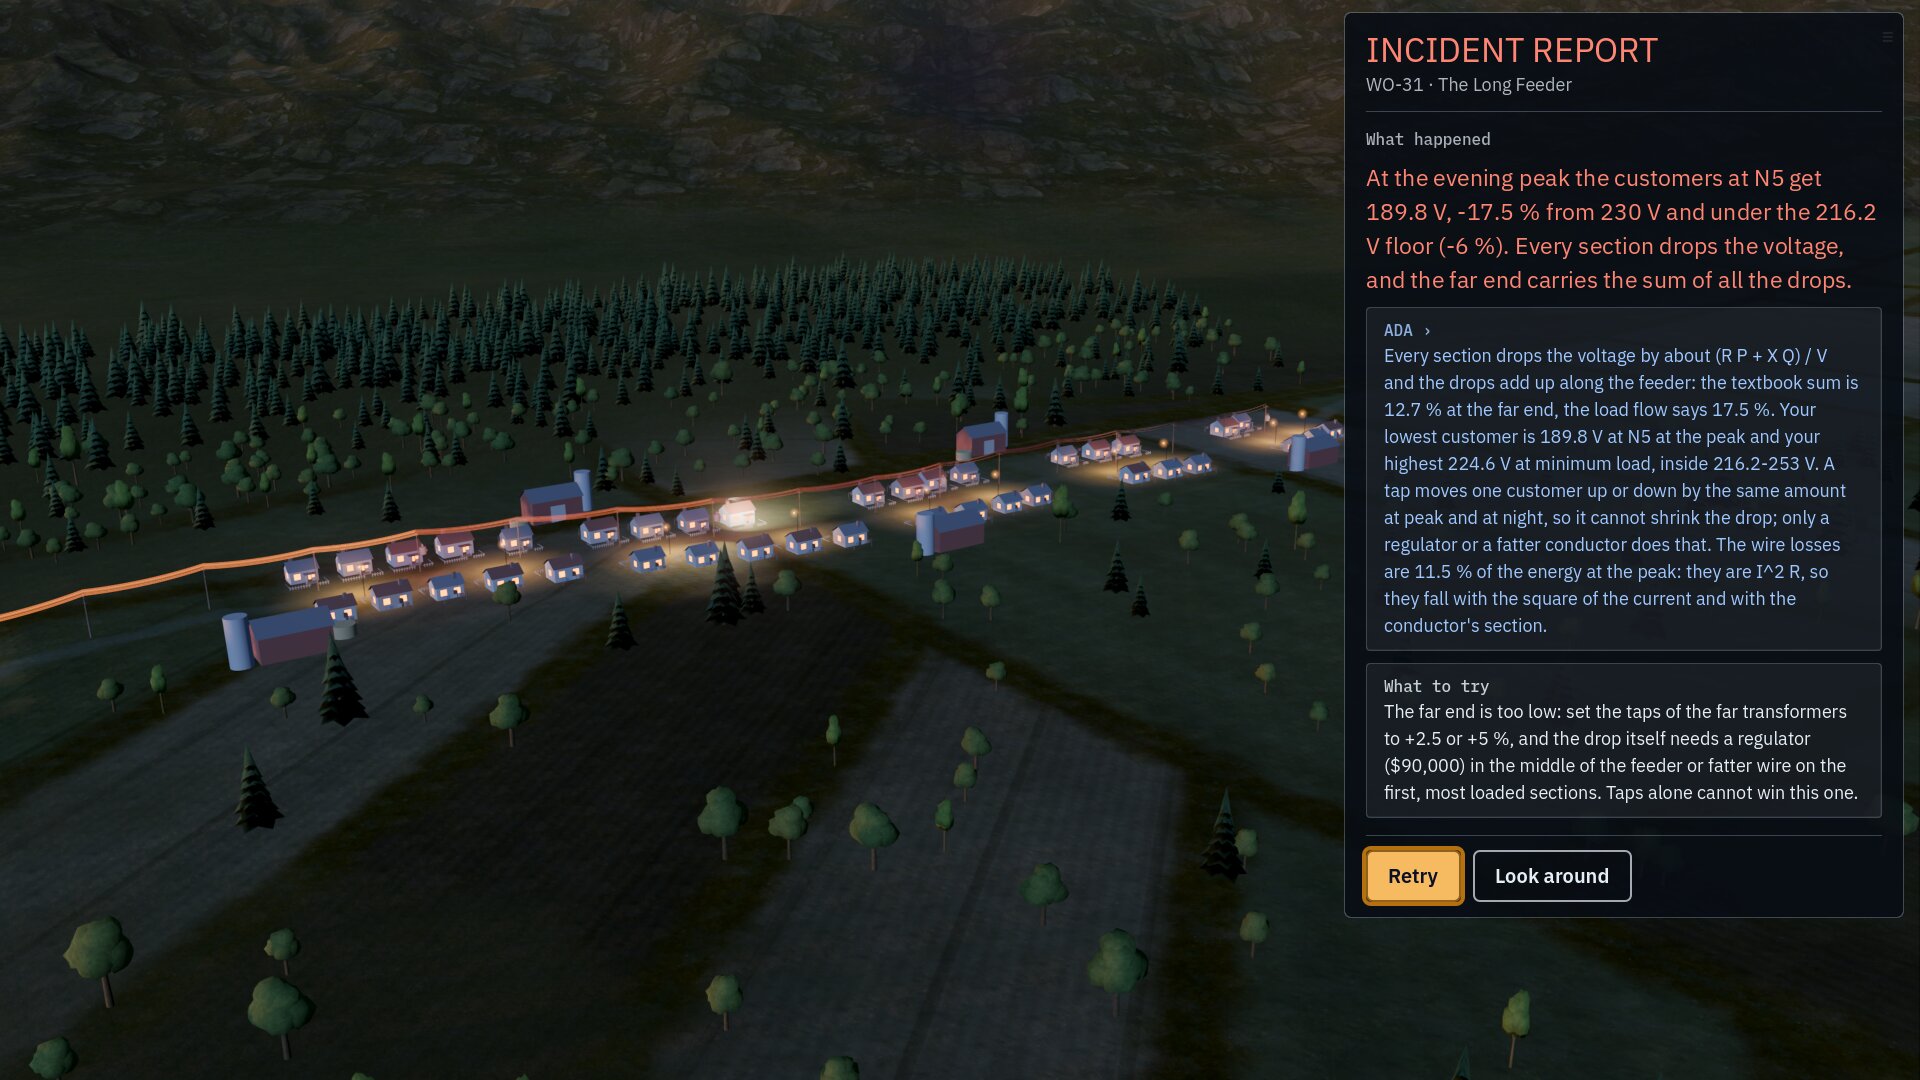 INCIDENT REPORT
WO-31 · The Long Feeder
What happened
At the evening peak the customers at N5 get
189.8 V, -17.5 % from 230 V and under the 216.2
V floor (-6 %). Every section drops the voltage,
and the far end carries the sum of all the drops.
ADA ›
Every section drops the voltage by about (R P + X Q) / V
and the drops add up along the feeder: the textbook sum is
12.7 % at the far end, the load flow says 17.5 %. Your
lowest customer is 189.8 V at N5 at the peak and your
highest 224.6 V at minimum load, inside 216.2-253 V. A
tap moves one customer up or down by the same amount
at peak and at night, so it cannot shrink the drop; only a
regulator or a fatter conductor does that. The wire losses
are 11.5 % of the energy at the peak: they are I^2 R, so
they fall with the square of the current and with the
conductor's section.
What to try
The far end is too low: set the taps of the far transformers
to +2.5 or +5 %, and the drop itself needs a regulator
($90,000) in the middle of the feeder or fatter wire on the
first, most loaded sections. Taps alone cannot win this one.
Retry
Look around